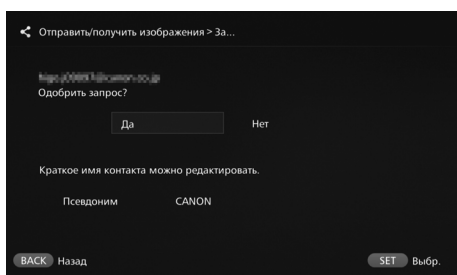 Отправить/получить изображения > За...
Одобрить запрос?
Да Нет
Краткое имя контакта можно редактировать.
Псевдоним CANON
BACK Назад SET Выбр.